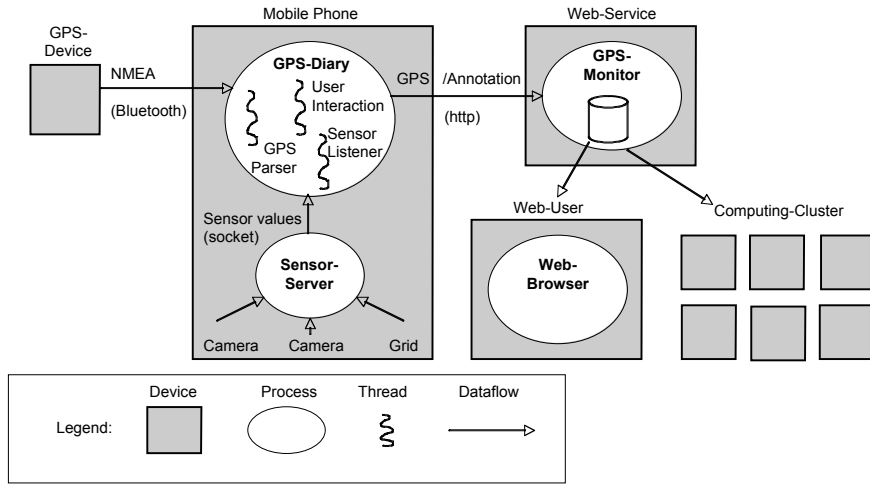 Mobile Phone
Web-Service
GPS-
Device
NMEA
(Bluetooth)
GPS-Diary
User
Interaction
GPS
Parser
Sensor
Listener
GPS /Annotation
(http)
GPS-
Monitor
Sensor values
(socket)
Sensor-
Server
Camera
Camera
Grid
Web-User
Web-
Browser
Computing-Cluster
Legend:
Device
Process
Thread
Dataflow